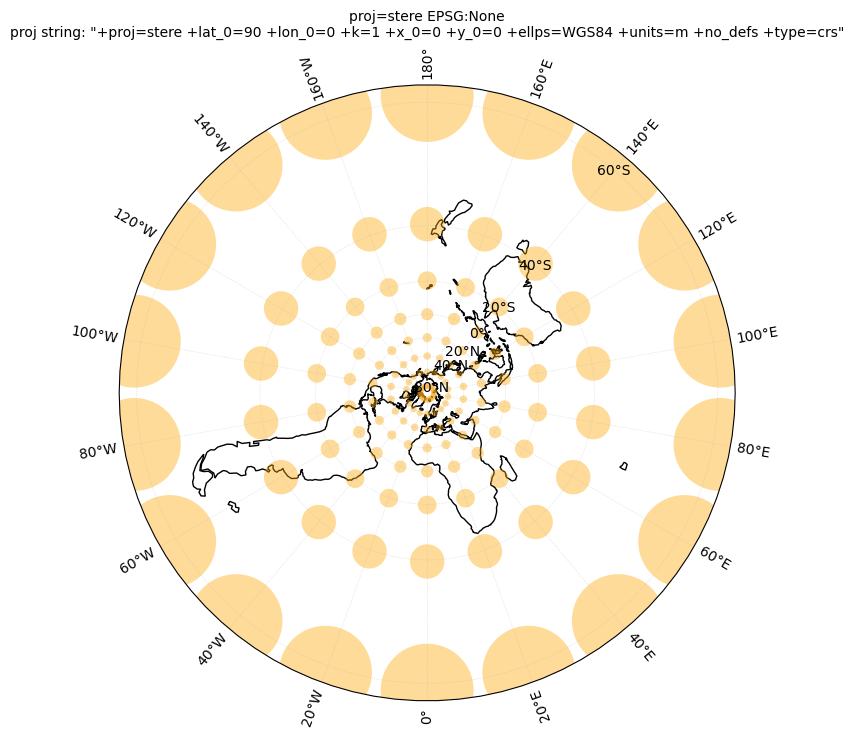 proj=stere EPSG:None
proj string: "+proj=stere +lat_0=90 +lon_0=0 +k=1 +x_0=0 +y_0=0 +ellps=WGS84 +units=m +no_defs +type=crs"
180°
160°W
160°E
140°W
140°E
60°S
120°W
120°E
40°S
20°S
100°W
0°
100°E
20°N
40°N
60°N
80°W
80°E
60°W
60°E
40°W
40°E
20°W
0°
20°E